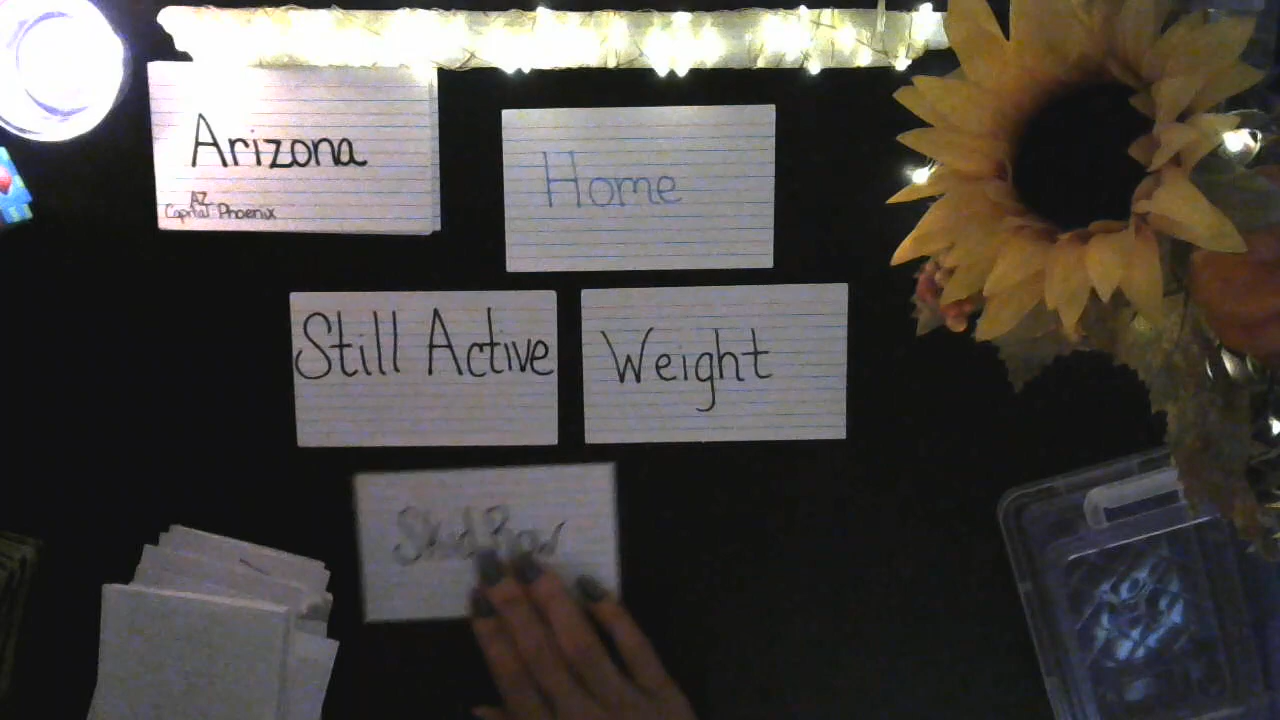 Arizona
AZ
Capital Phoenix
Home
Still Active
Weight